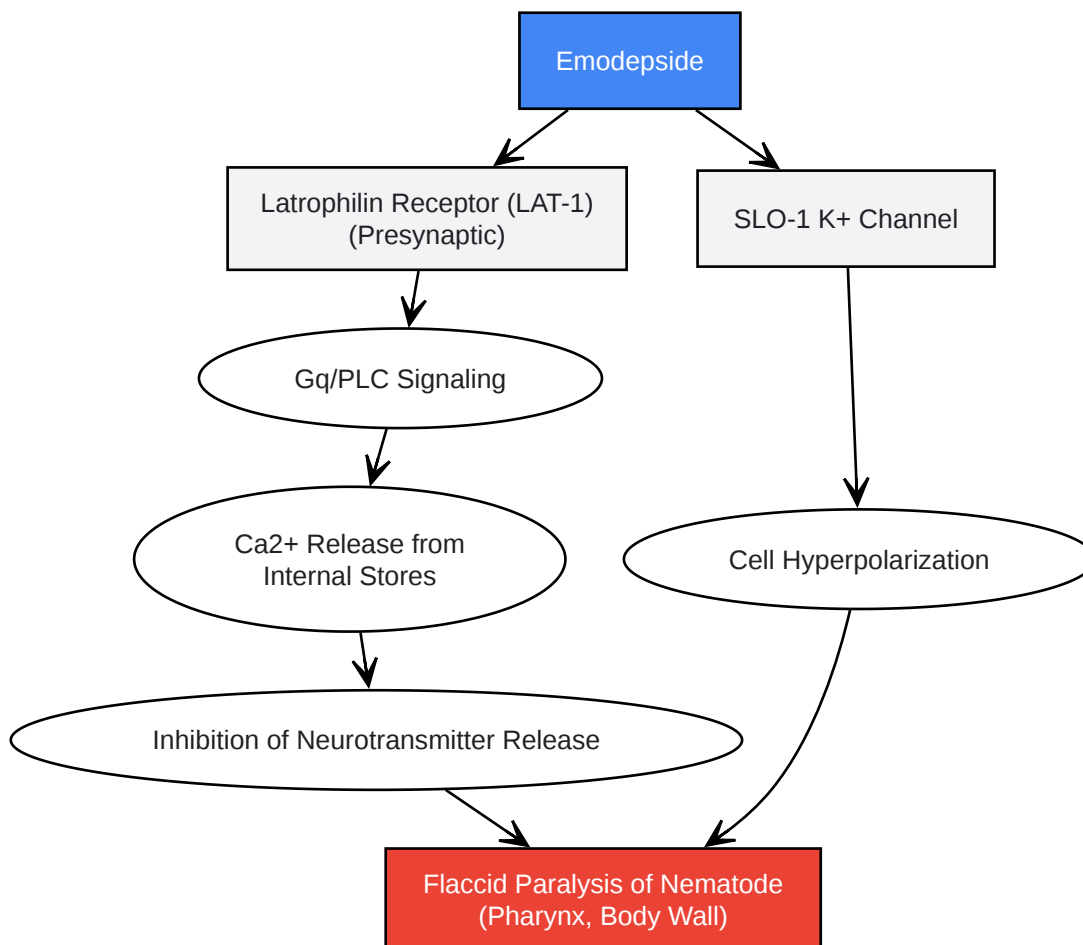 Emodepside
Latrophilin Receptor (LAT-1)
(Presynaptic)
SLO-1 K+ Channel
Gq/PLC Signaling
Ca2+ Release from
Internal Stores
Cell Hyperpolarization
Inhibition of Neurotransmitter Release
Flaccid Paralysis of Nematode
(Pharynx, Body Wall)